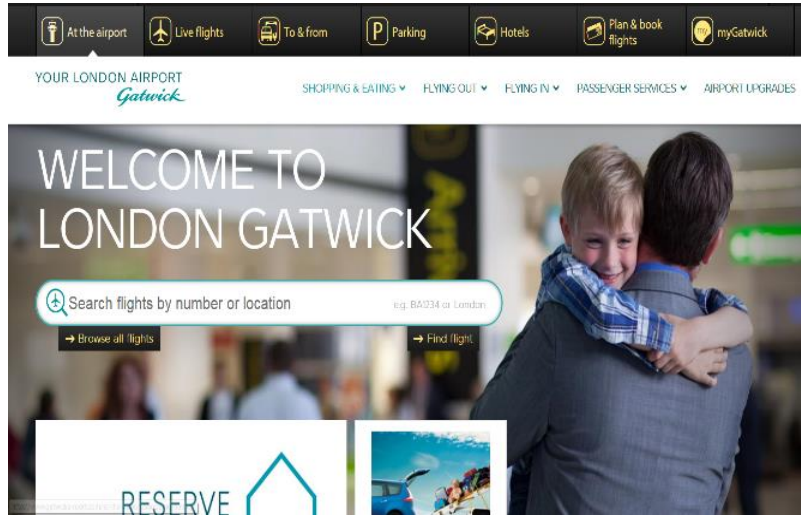 At the airport
Live flights
To & from
P Parking
Hotels
Plan & book
flights
my myGatwick
YOUR LONDON AIRPORT
Gatwick
SHOPPING & EATING
FLYING OUT
FLYING IN
PASSENGER SERVICES
AIRPORT UPGRADES
WELCOME TO
LONDON GATWICK
Search flights by number or location
e.g. BA1234 or London
→ Browse all flights
→ Find flight
RESERVE